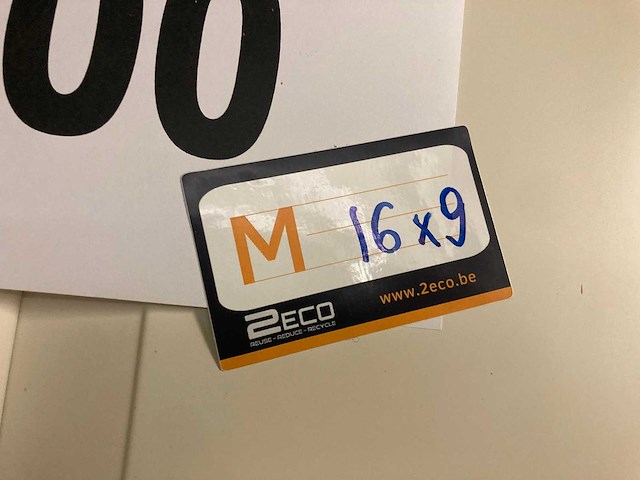 00
M 16x9
www.2eco.be
2ECO
REUSE - REDUCE - RECYCLE